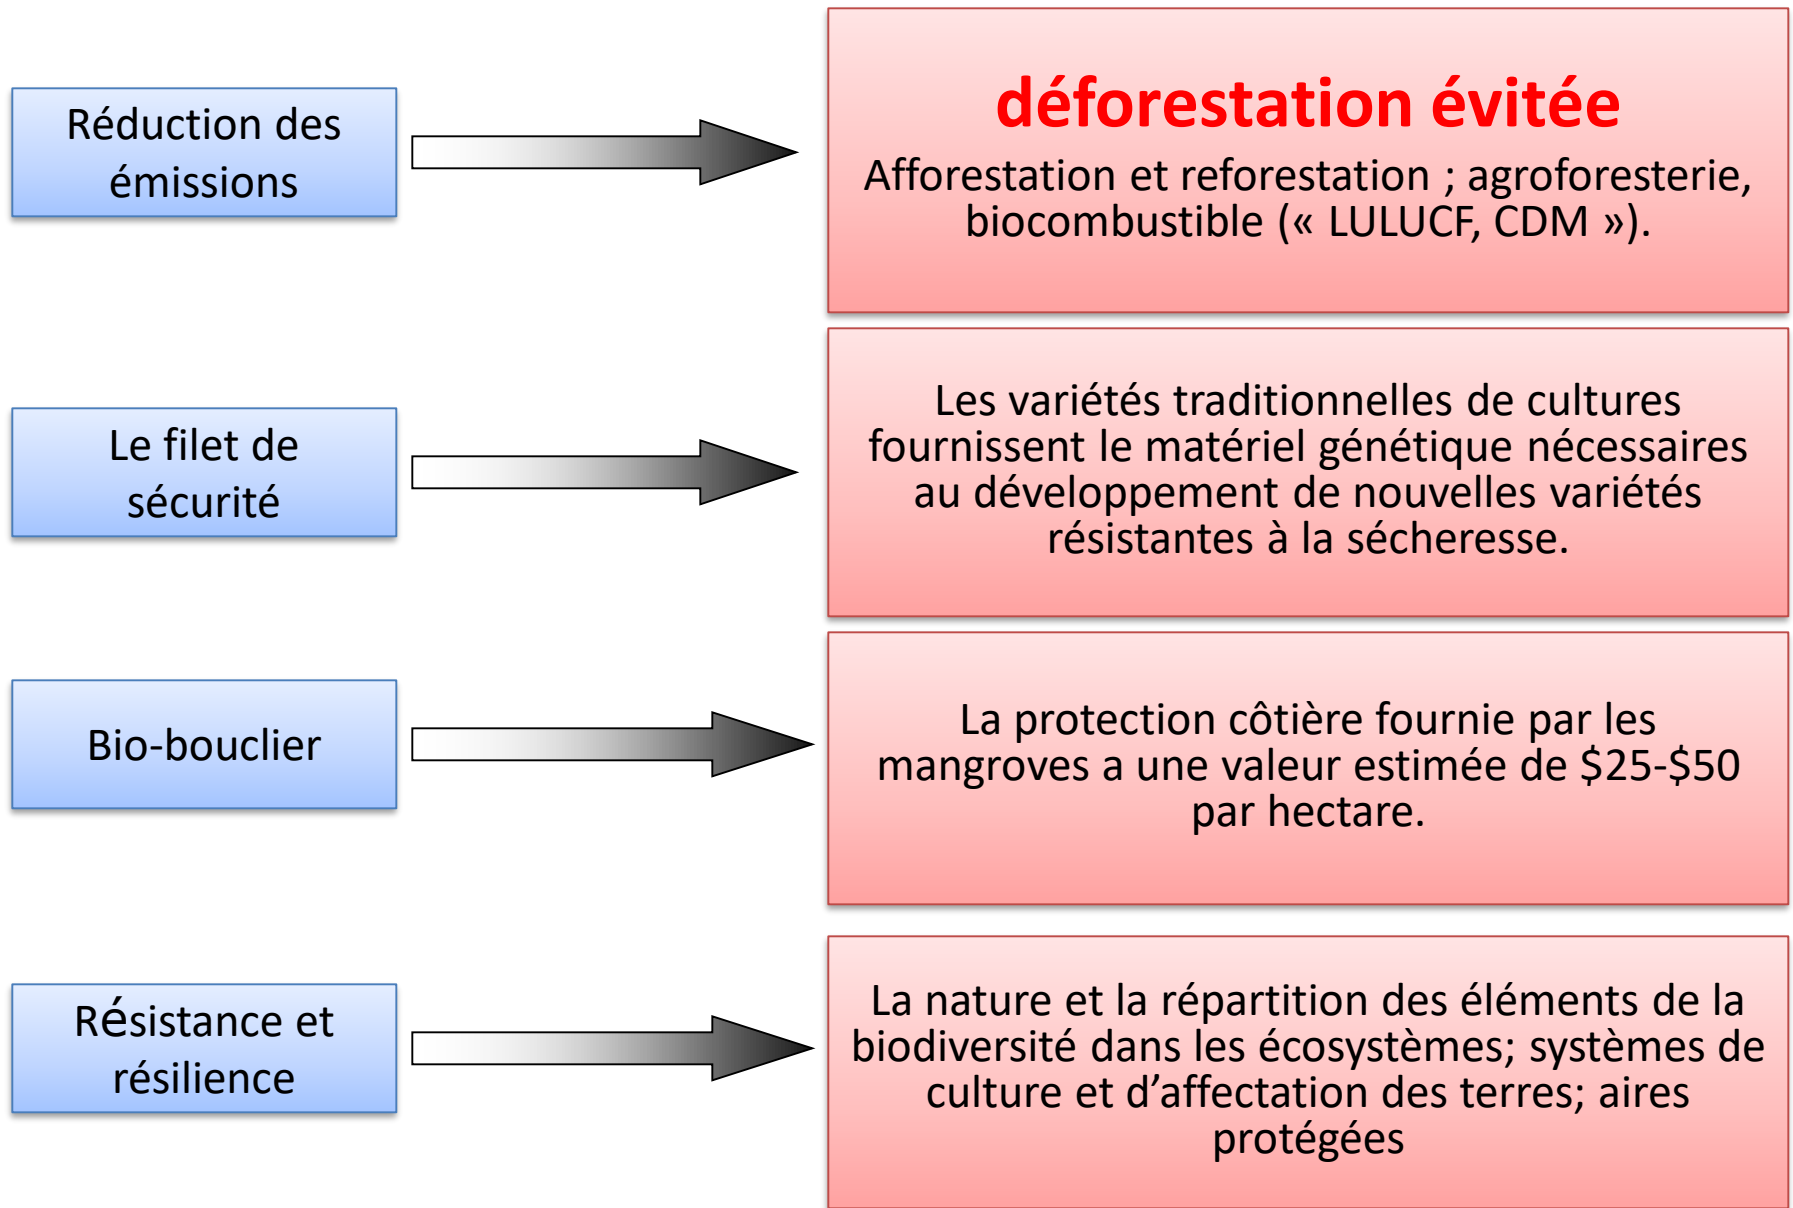 Réduction des
émissions
déforestation évitée
Afforestation et reforestation ; agroforesterie,
biocombustible (« LULUCF, CDM »).
Le filet de
sécurité
Les variétés traditionnelles de cultures
fournissent le matériel génétique nécessaires
au développement de nouvelles variétés
résistantes à la sécheresse.
Bio-bouclier
La protection côtière fournie par les
mangroves a une valeur estimée de $25-$50
par hectare.
Résistance et
résilience
La nature et la répartition des éléments de la
biodiversité dans les écosystèmes; systèmes de
culture et d’affectation des terres; aires
protégées